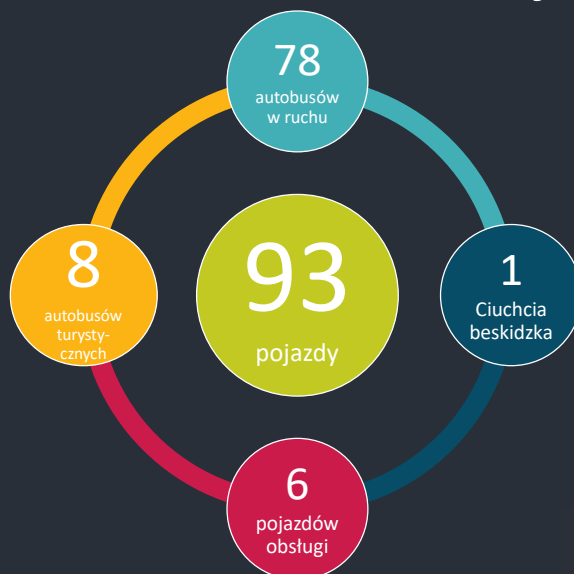 78
autobusów
w ruchu
8
autobusów
turysty-
cznych
93
pojazdy
1
Ciuchcia
beskidzka
6
pojazdów
obsługi